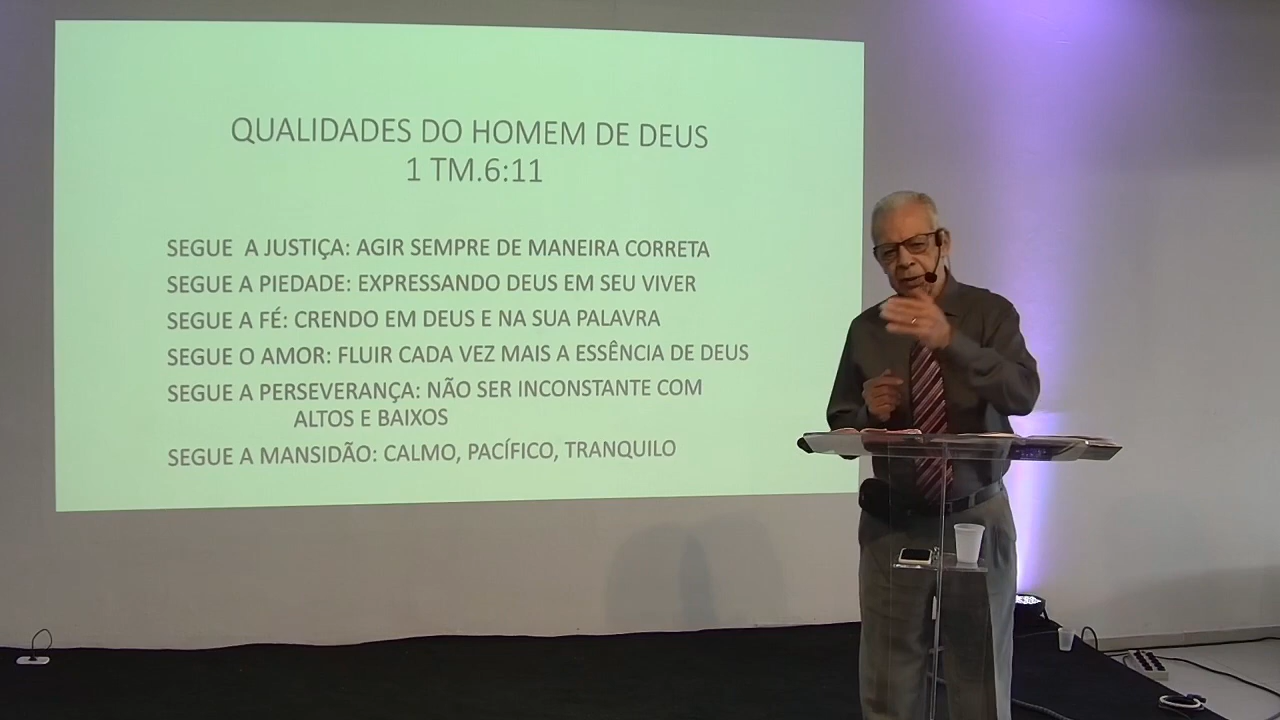 QUALIDADES DO HOMEM DE DEUS
1 TM.6:11
SEGUE A JUSTIÇA: AGIR SEMPRE DE MANEIRA CORRETA
SEGUE A PIEDADE: EXPRESSANDO DEUS EM SEU VIVER
SEGUE A FÉ: CRENDO EM DEUS E NA SUA PALAVRA
SEGUE O AMOR: FLUIR CADA VEZ MAIS A ESSÊNCIA DE DEUS
SEGUE A PERSEVERANÇA: NÃO SER INCONSTANTE COM
ALTOS E BAIXOS
SEGUE A MANSIDÃO: CALMO, PACÍFICO, TRANQUILO